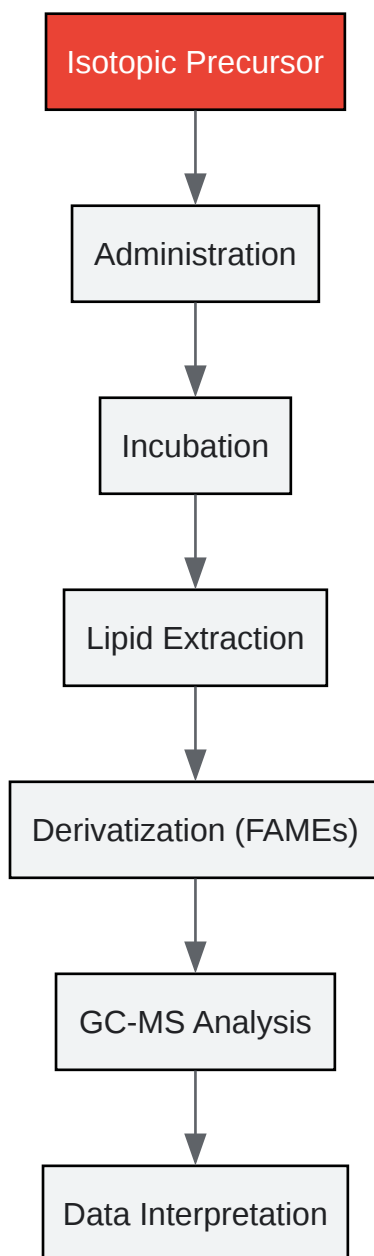 Isotopic Precursor
Administration
Incubation
Lipid Extraction
Derivatization (FAMEs)
GC-MS Analysis
Data Interpretation